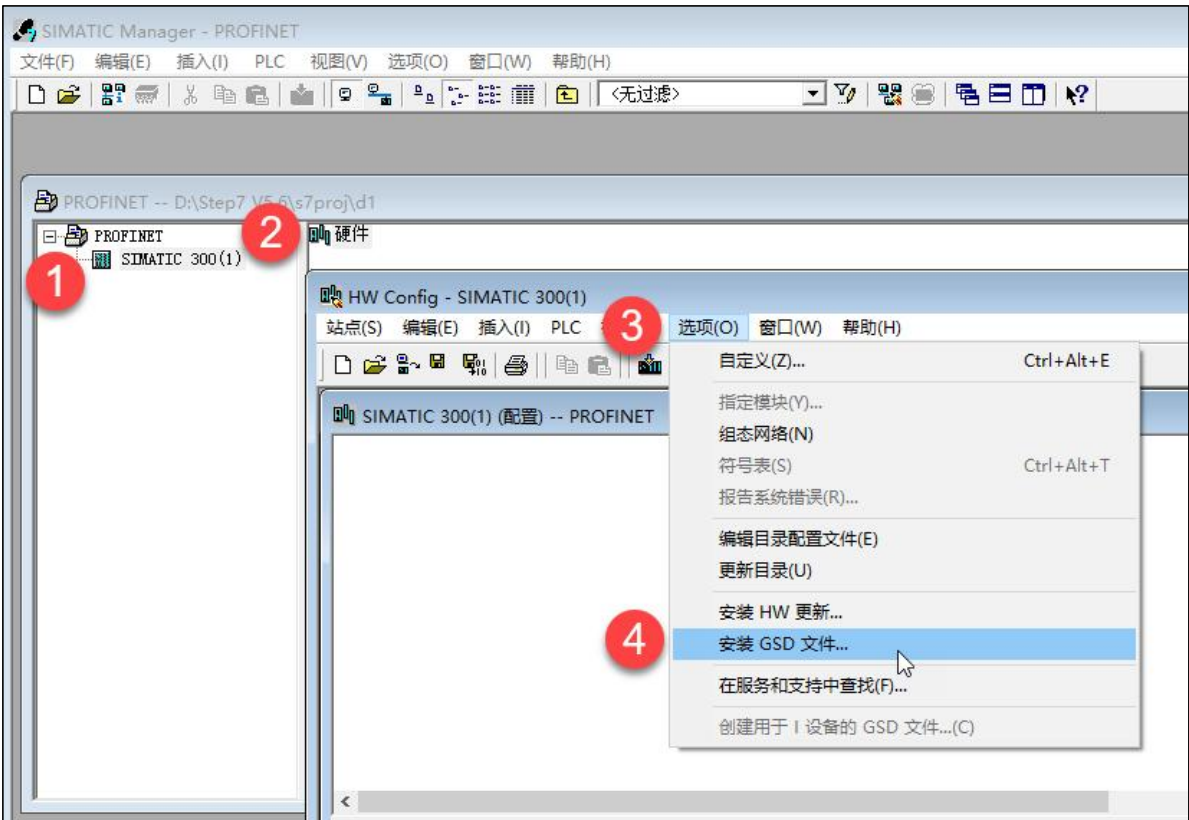 SIMATIC Manager - PROFINET
文件(F) 编辑(E) 插入(I) PLC 视图(V) 选项(O) 窗口(W) 帮助(H)
<无过滤>
PROFINET -- D:\Step7 V5.6\s7proj\d1
PROFINET
2
硬件
SIMATIC 300(1)
1
HW Config - SIMATIC 300(1)
站点(S) 编辑(E) 插入(I) PLC 3 选项(O) 窗口(W) 帮助(H)
自定义(Z)... Ctrl+Alt+E
指定模块(Y)...
SIMATIC 300(1) (配置) -- PROFINET
组态网络(N)
符号表(S) Ctrl+Alt+T
报告系统错误(R)...
编辑目录配置文件(E)
更新目录(U)
安装 HW 更新...
4
安装 GSD 文件...
在服务和支持中查找(F)...
创建用于 I 设备的 GSD 文件...(C)